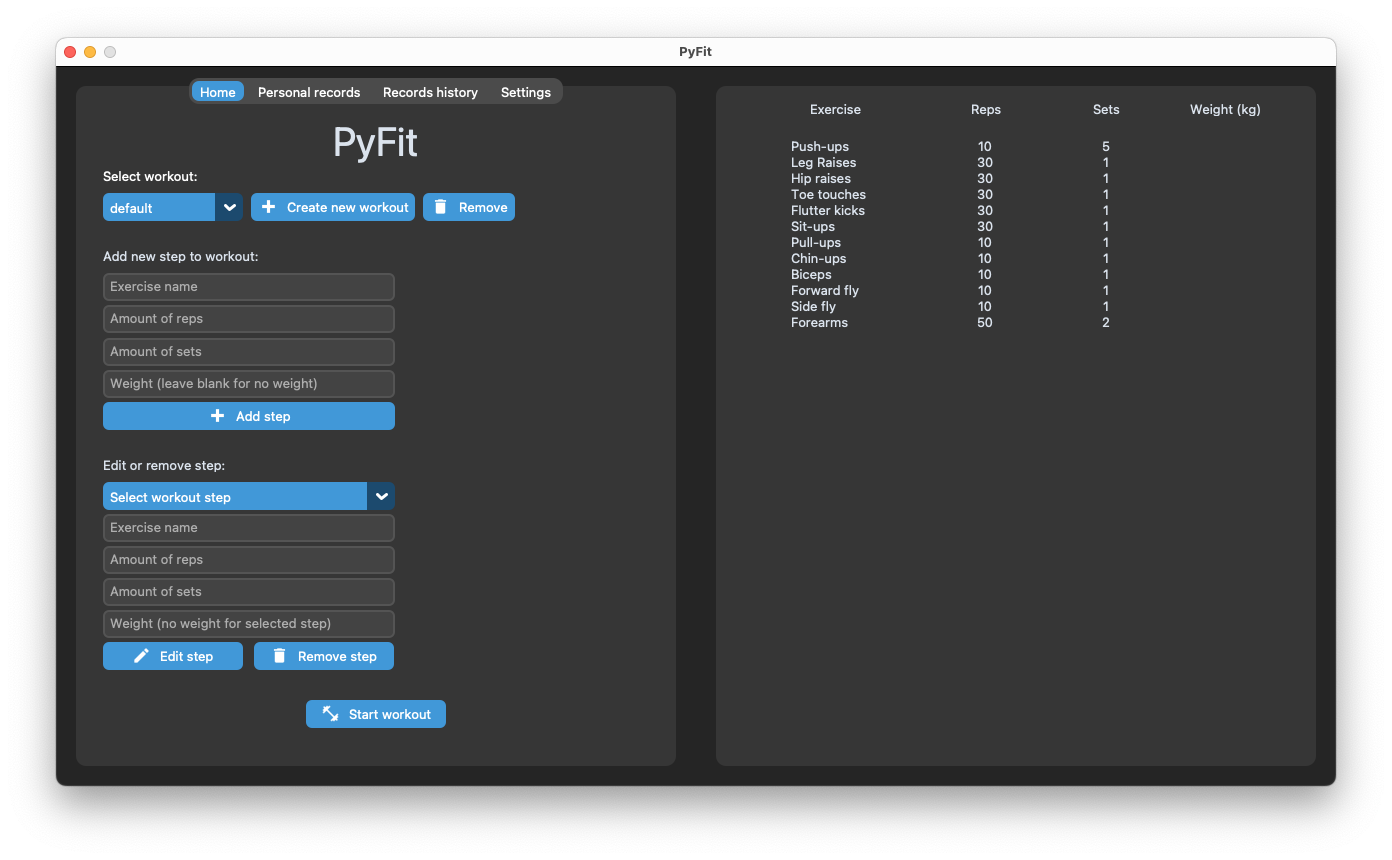 PyFit
Home Personal records Records history Settings
PyFit
Select workout:
default Create new workout Remove
Add new step to workout:
Exercise name
Amount of reps
Amount of sets
Weight (leave blank for no weight)
Add step
Edit or remove step:
Select workout step
Exercise name
Amount of reps
Amount of sets
Weight (no weight for selected step)
Edit step Remove step
Start workout
Exercise Reps Sets Weight (kg)
Push-ups 10 5
Leg Raises 30 1
Hip raises 30 1
Toe touches 30 1
Flutter kicks 30 1
Sit-ups 30 1
Pull-ups 10 1
Chin-ups 10 1
Biceps 10 1
Forward fly 10 1
Side fly 10 1
Forearms 50 2